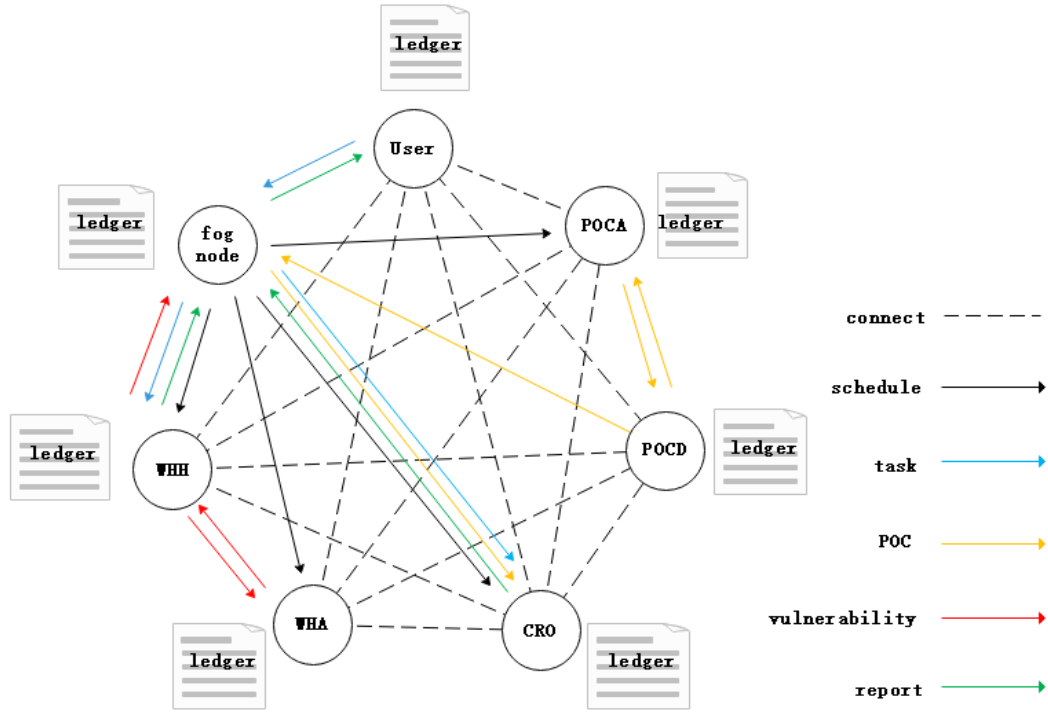 ledger
User
ledger
POCA
ledger
fog
node
connect
schedule
ledger
WHH
POCD
ledger
task
POC
WHA
CRO
vulnerability
ledger
ledger
report